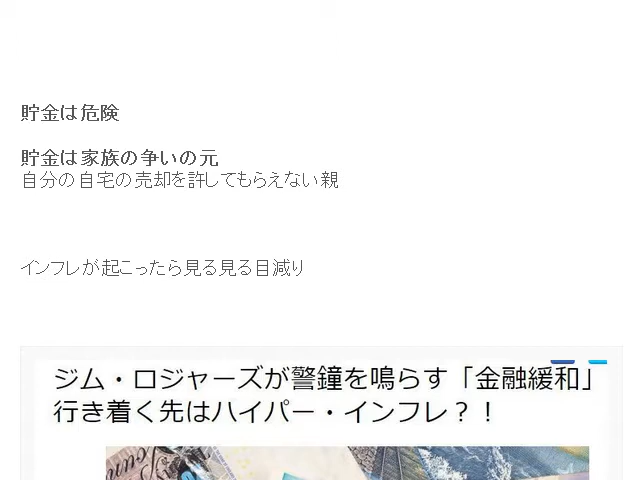 貯金は危険
貯金は家族の争いの元
自分の自宅の売却を許してもらえない親
インフレが起こったら見る見る目減り
ジム・ロジャーズが警鐘を鳴らす「金融緩和」
行き着く先はハイパー・インフレ？！